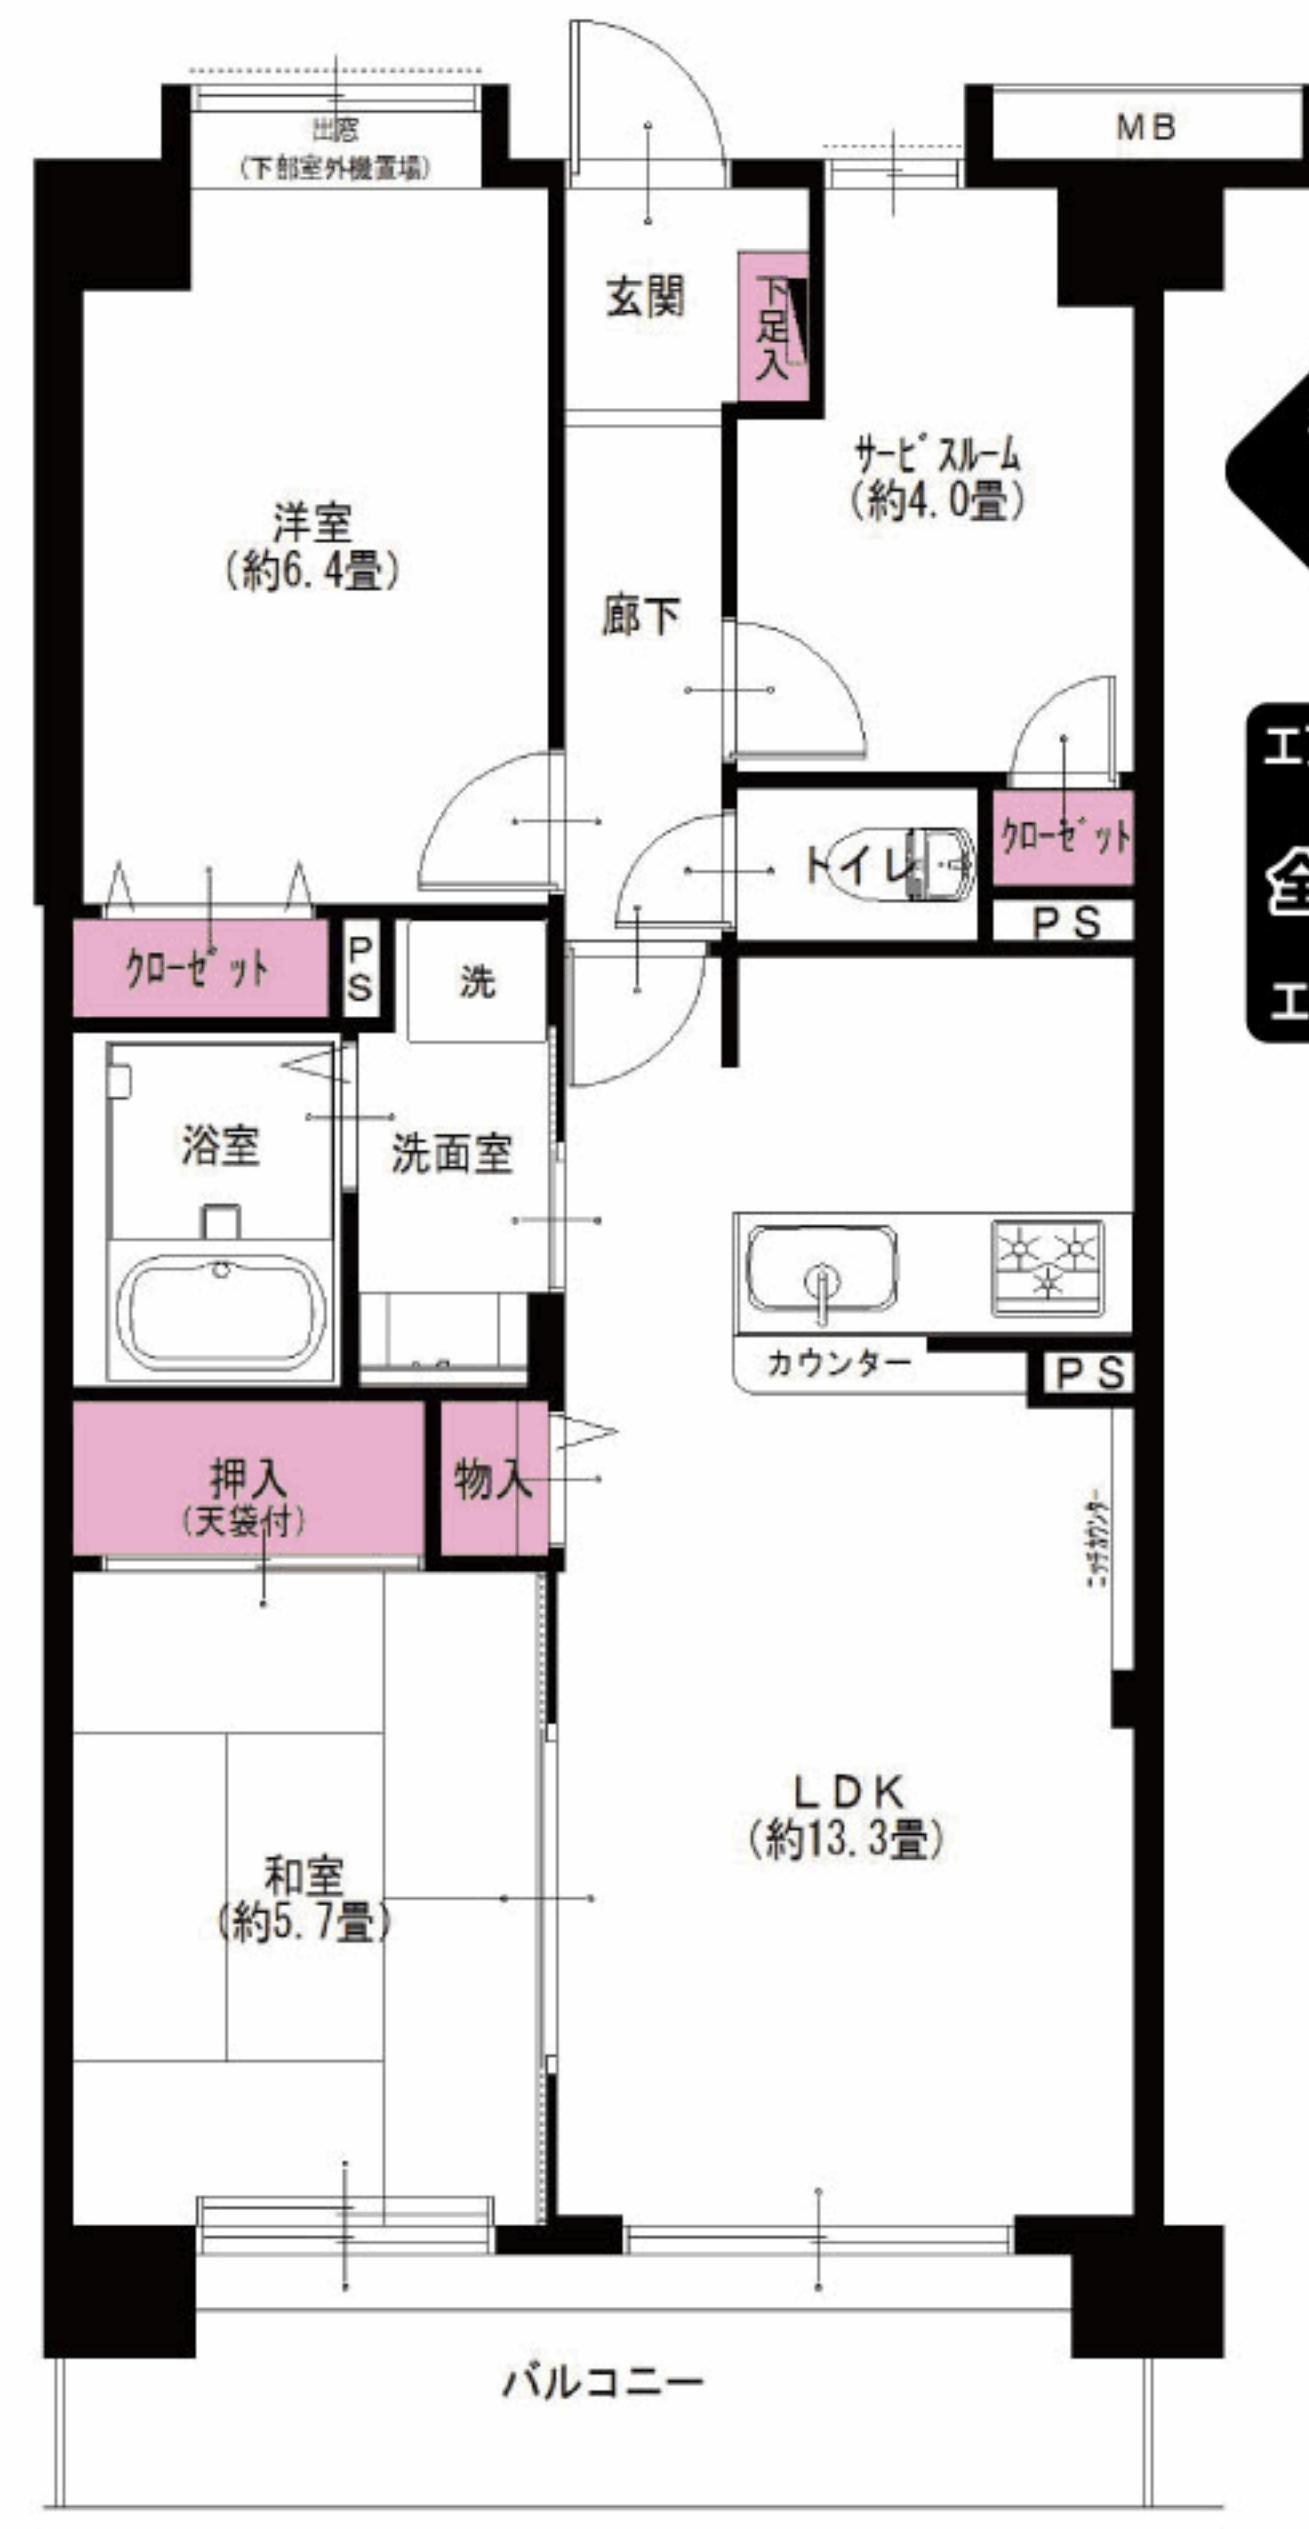 出窓
(下部室外機置場)
MB
玄関
下足入
サービスルーム
(約4.0畳)
洋室
(約6.4畳)
廊下
トイレ
クローゼット
PS
クローゼット
PS
洗
浴室
洗面室
カウンター
PS
押入
(天袋付)
物入
ニッチカウンター
LDK
(約13.3畳)
和室
(約5.7畳)
バルコニー
エ
全
エ